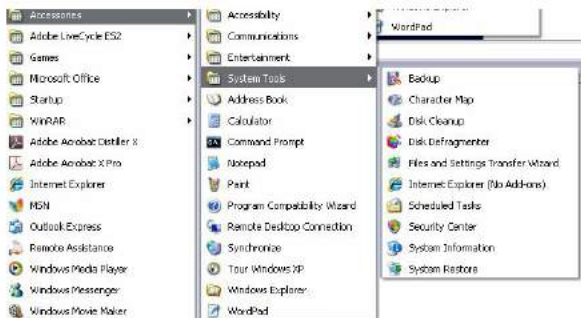 Accessories
Adobe LiveCycle ES2
Games
Microsoft Office
Startup
WinRAR
Adobe Acrobat Distiller X
Adobe Acrobat X Pro
Internet Explorer
MSN
Outlook Express
Remote Assistance
Windows Media Player
Windows Messenger
Windows Movie Maker
Accessibility
Communications
Entertainment
System Tools
Address Book
Calculator
Command Prompt
Notepad
Paint
Program Compatibility Wizard
Remote Desktop Connection
Synchronize
Tour Windows XP
Windows Explorer
WordPad
WordPad
Backup
Character Map
Disk Cleanup
Disk Defragmenter
Files and Settings Transfer Wizard
Internet Explorer (No Add-ons)
Scheduled Tasks
Security Center
System Information
System Restore